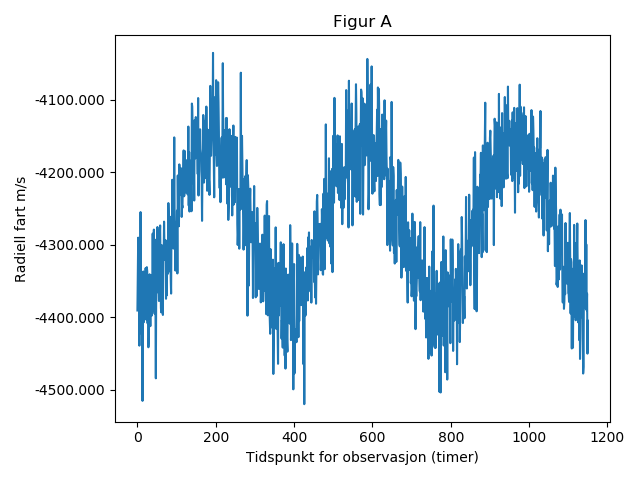 Figur A
Radiell fart m/s
-4100.000
-4200.000
-4300.000
-4400.000
-4500.000
0 200 400 600 800 1000 1200
Tidspunkt for observasjon (timer)